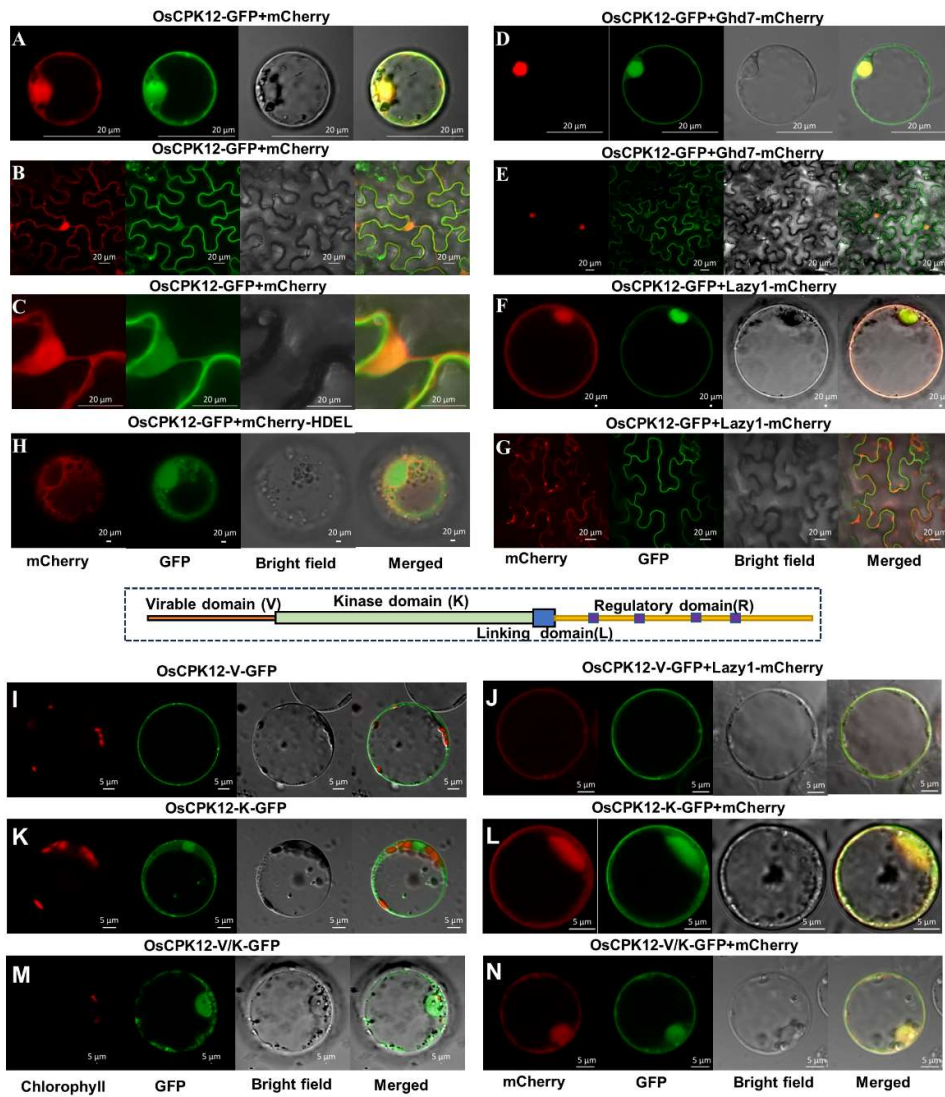 OsCPK12-GFP+mCherry
A
20 µm
20 µm
20 µm
20 µm
OsCPK12-GFP+Ghd7-mCherry
D
20 µm
20 µm
20 µm
20 µm
OsCPK12-GFP+mCherry
B
20 µm
20 µm
20 µm
20 µm
OsCPK12-GFP+Ghd7-mCherry
E
20 µm
20 µm
20 µm
20 µm
OsCPK12-GFP+mCherry
C
20 µm
20 µm
20 µm
20 µm
OsCPK12-GFP+Lazy1-mCherry
F
20 µm
20 µm
20 µm
20 µm
OsCPK12-GFP+mCherry-HDEL
H
20 µm
20 µm
20 µm
20 µm
mCherry GFP Bright field Merged
OsCPK12-GFP+Lazy1-mCherry
G
20 µm
20 µm
20 µm
20 µm
mCherry GFP Bright field Merged
Virable domain (V)
Kinase domain (K)
Linking domain(L)
Regulatory domain(R)
OsCPK12-V-GFP
I
5 µm
5 µm
5 µm
5 µm
OsCPK12-V-GFP+Lazy1-mCherry
J
5 µm
5 µm
5 µm
5 µm
OsCPK12-K-GFP
K
5 µm
5 µm
5 µm
5 µm
OsCPK12-K-GFP+mCherry
L
5 µm
5 µm
5 µm
5 µm
OsCPK12-V/K-GFP
M
5 µm
5 µm
5 µm
5 µm
Chlorophyll GFP Bright field Merged
OsCPK12-V/K-GFP+mCherry
N
5 µm
5 µm
5 µm
5 µm
mCherry GFP Bright field Merged